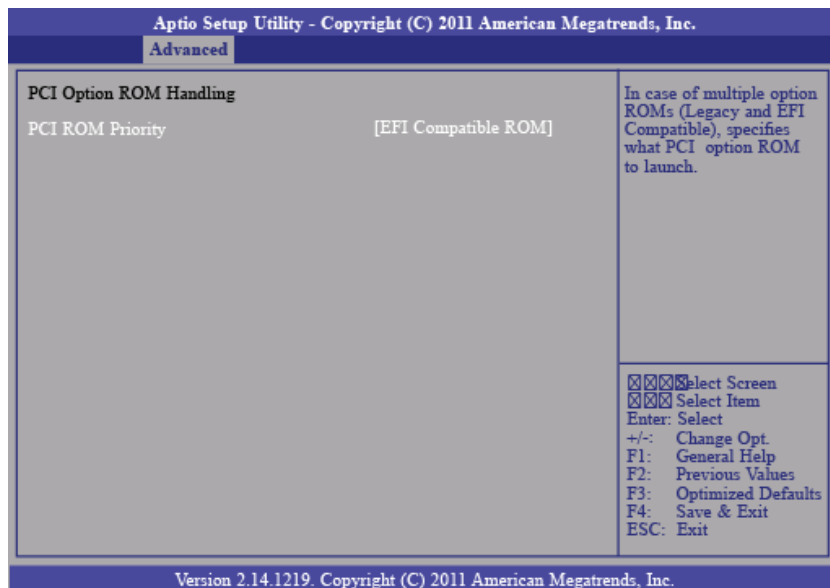 Aptio Setup Utility - Copyright (C) 2011 American Megatrends, Inc.
Advanced
PCI Option ROM Handling
PCI ROM Priority [EFI Compatible ROM]
In case of multiple option
ROMs (Legacy and EFI
Compatible), specifies
what PCI option ROM
to launch.
Select Screen
Select Item
Enter: Select
+/-: Change Opt.
F1: General Help
F2: Previous Values
F3: Optimized Defaults
F4: Save & Exit
ESC: Exit
Version 2.14.1219. Copyright (C) 2011 American Megatrends, Inc.